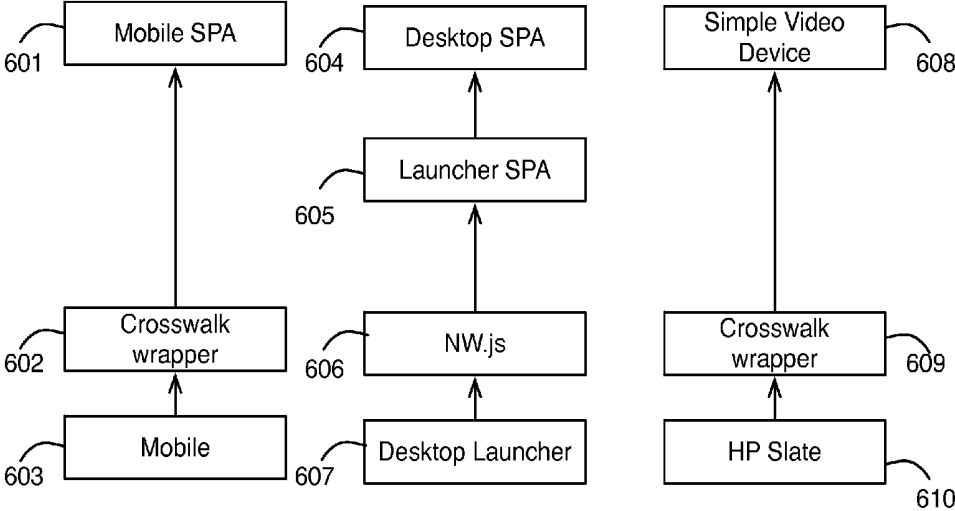 Mobile SPA
601
Desktop SPA
604
Simple Video
Device
608
Launcher SPA
605
Crosswalk
wrapper
602
NW.js
606
Crosswalk
wrapper
609
Mobile
603
Desktop Launcher
607
HP Slate
610